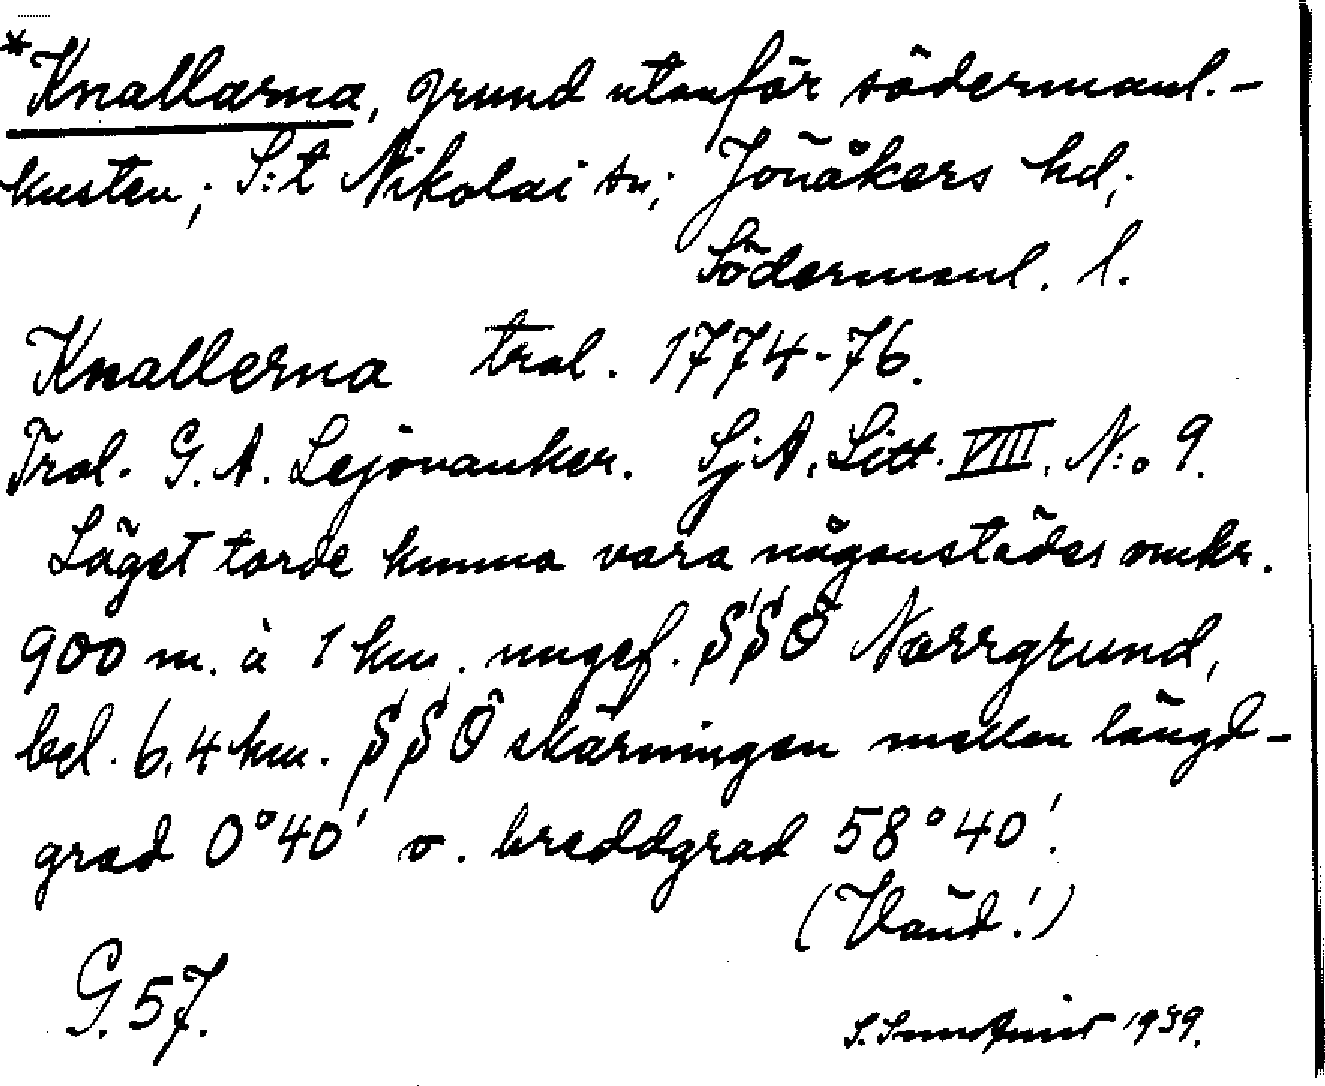 *Knallarna, grund utanför södermanl.-
kusten; S:t Nikolai sn; Jönåkers hd;
Södermanl. l.
Knallerna trol. 1774-76.
Trol. G. A. Lejonanker. Sj A. Litt. VIII. N:o 9.
Läget torde kunna vara någonstädes omkr.
900 m. à 1 km. ungef. SSÖ Norrgrund,
bel. 6,4 km. SSÖ skärningen mellan längd-
grad 0°40' o. breddgrad 58°40'.
(Vänd!)
G. 57.
S. 1939.